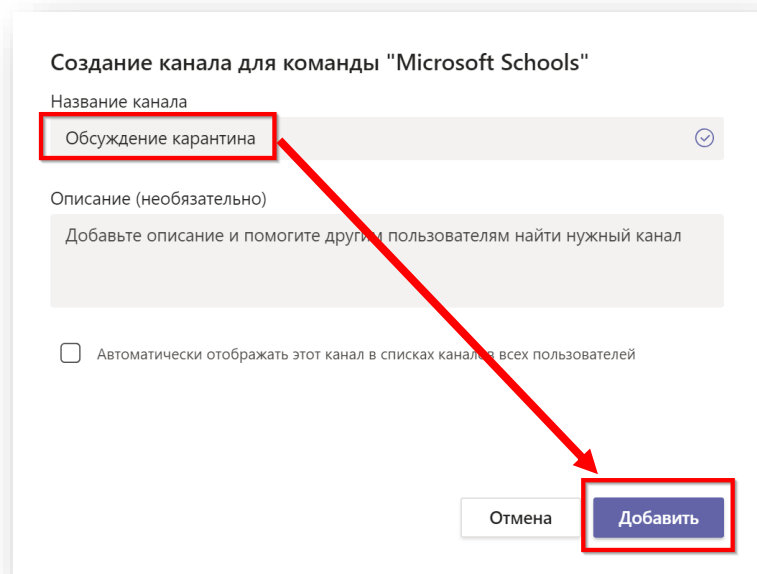 Создание канала для команды "Microsoft Schools"
Название канала
Обсуждение карантина
Описание (необязательно)
Добавьте описание и помогите другим пользователям найти нужный канал
Автоматически отображать этот канал в списках каналов всех пользователей
Отмена
Добавить